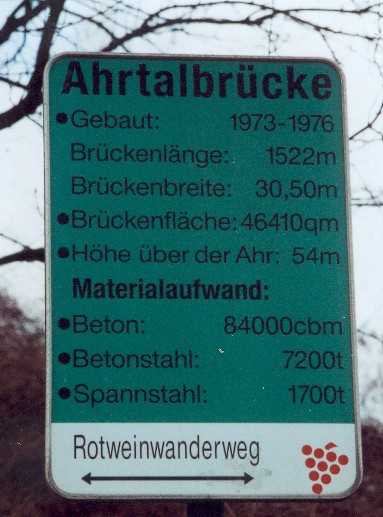 Ahrtalbrücke
•Gebaut: 1973-1976
Brückenlänge: 1522m
Brückenbreite: 30,50m
•Brückenfläche: 46410qm
•Höhe über der Ahr: 54m
Materialaufwand:
•Beton: 84000cbm
•Betonstahl: 7200t
•Spannstahl: 1700t
Rotweinwanderweg